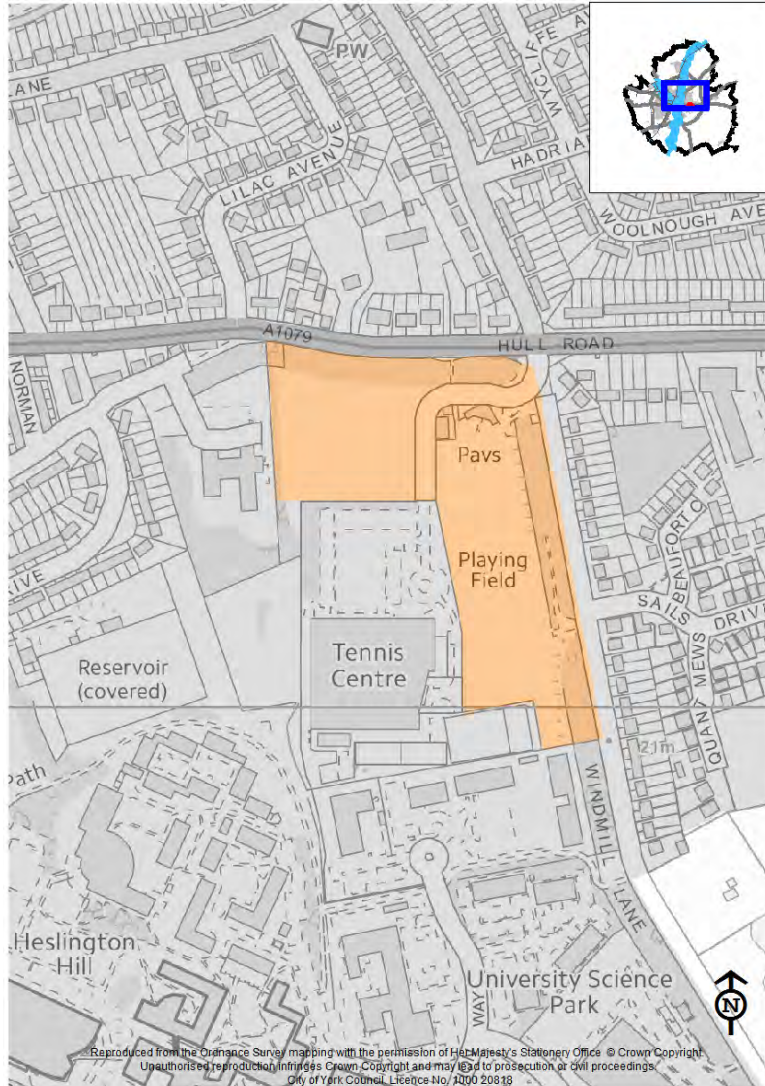 LANE
PW
WYCLIFFE AV
LILAC AVENUE
HADRIA
WOOLNOUGH AVE
A1079
HULL ROAD
NORMAN
Pavs
BEAUFORT C
Playing
Field
SAILS
DRIVE
RIVE
Tennis
Centre
Reservoir
(covered)
QUANT MEWS
21m
Path
WINDMILL
LANE
Heslington
Hill
University Science
Park
WAY
N
Reproduced from the Ordnance Survey mapping with the permission of Her Majesty's Stationery Office © Crown Copyright.
Unauthorised reproduction infringes Crown Copyright and may lead to prosecution or civil proceedings.
City of York Council. Licence No. 1000 20818